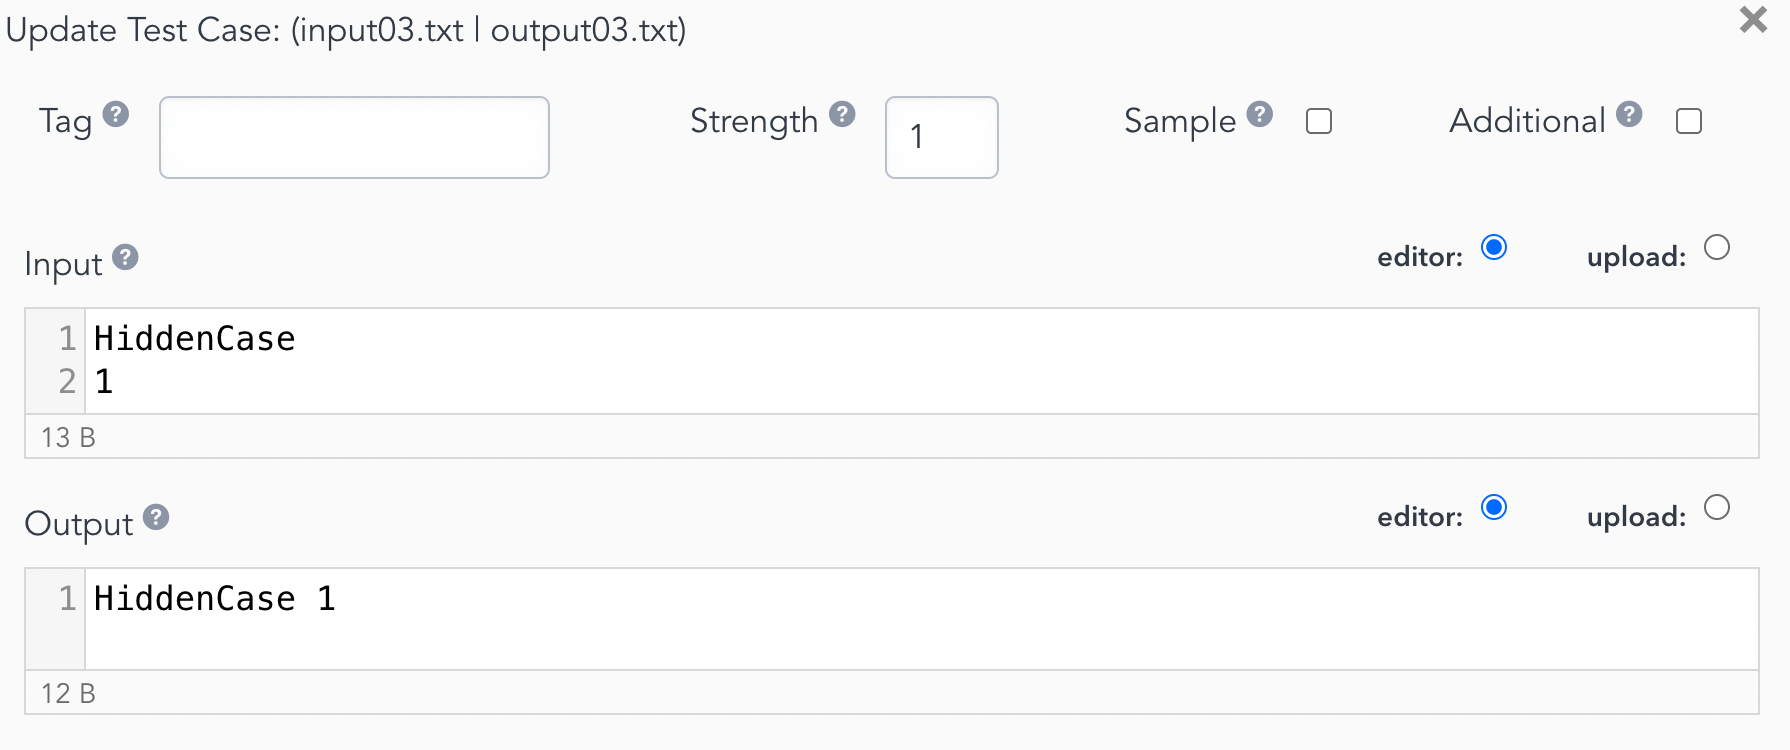 Update Test Case: (input03.txt | output03.txt)
Tag ? Strength ? 1 Sample ? Additional ?
Input ? editor: upload:
1 HiddenCase
2 1
13 B
Output ? editor: upload:
1 HiddenCase 1
12 B